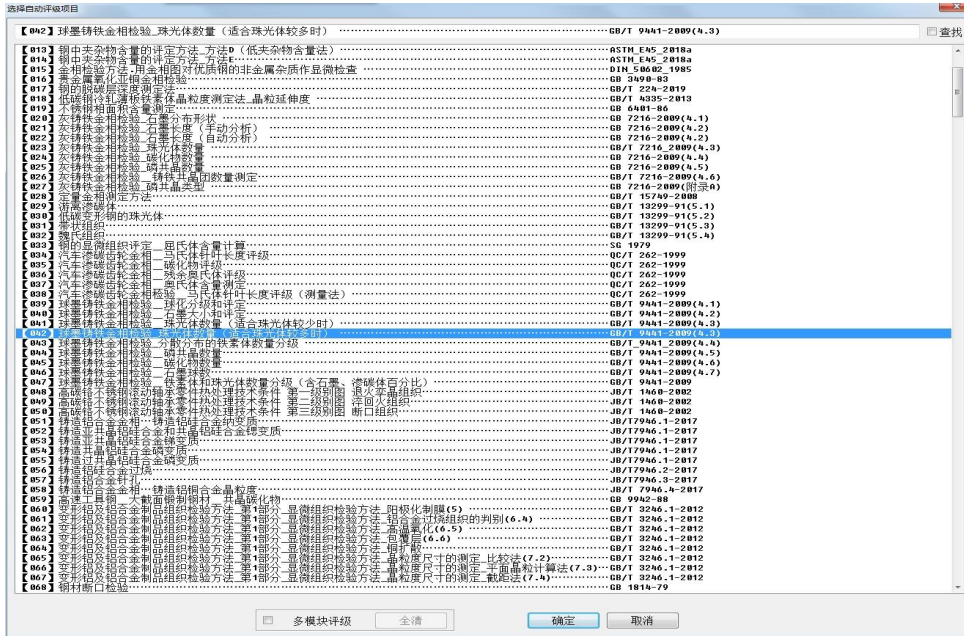 选择自动评级项目
【042】球墨铸铁金相检验_珠光体数量（适合珠光体较多时） ···GB/T 9441-2009(4.3)
查找
【013】钢中夹杂物含量的评定方法_方法D（低夹杂物含量法）···ASTM_E45_2018a
【014】钢中夹杂物含量的评定方法_方法E···ASTM_E45_2018a
【015】金相检验方法.用金相图对优质钢的非金属杂质作显微检查 ···DIN_50602_1985
【016】贵金属氧化亚铜金相检验···GB 3490-83
【017】钢的脱碳层深度测定法···GB/T 224-2019
【018】低碳钢冷轧薄板铁素体晶粒度测定法_晶粒延伸度 ···GB/T 4335-2013
【019】不锈钢相面积含量测定···GB 6401-86
【020】灰铸铁金相检验_石墨分布形状 ···GB 7216-2009(4.1)
【021】灰铸铁金相检验_石墨长度（手动分析） ···GB 7216-2009(4.2)
【022】灰铸铁金相检验_石墨长度（自动分析）···GB 7216-2009(4.2)
【023】灰铸铁金相检验_珠光体数量 ···GB/T 7216_2009(4.3)
【024】灰铸铁金相检验_碳化物数量···GB 7216-2009(4.4)
【025】灰铸铁金相检验_磷共晶数量···GB 7216-2009(4.5)
【026】灰铸铁金相检验__铸铁共晶团数量测定···GB/T 7216-2009(4.6)
【027】灰铸铁金相检验_磷共晶类型 ···GB 7216-2009(附录A)
【028】定量金相测定方法···GB/T 15749-2008
【029】游离渗碳体···GB/T 13299-91(5.1)
【030】低碳变形钢的珠光体···GB/T 13299-91(5.2)
【031】带状组织···GB/T 13299-91(5.3)
【032】魏氏组织···GB/T 13299-91(5.4)
【033】钢的显微组织评定__屈氏体含量计算···SG 1979
【034】汽车渗碳齿轮金相__马氏体针叶长度评级···QC/T 262-1999
【035】汽车渗碳齿轮金相__碳化物评级···QC/T 262-1999
【036】汽车渗碳齿轮金相__残余奥氏体评级···QC/T 262-1999
【037】汽车渗碳齿轮金相__奥氏体含量测定···QC/T 262-1999
【038】汽车渗碳齿轮金相检验__马氏体针叶长度评级（测量法）···QC/T 262-1999
【039】球墨铸铁金相检验__球化分级和评定···GB/T 9441-2009(4.1)
【040】球墨铸铁金相检验__石墨大小和评定···GB/T 9441-2009(4.2)
【041】球墨铸铁金相检验__珠光体数量（适合珠光体较少时）···GB/T 9441-2009(4.3)
【042】球墨铸铁金相检验_珠光体数量（适合珠光体较多时）···GB/T 9441-2009(4.3)
【043】球墨铸铁金相检验_分散分布的铁素体数量分级···GB/T_9441_2009(4.4)
【044】球墨铸铁金相检验__磷共晶数量···GB/T 9441-2009(4.5)
【045】球墨铸铁金相检验__碳化物数量···GB/T 9441-2009(4.6)
【046】球墨铸铁金相检验__石墨球数···GB/T 9441-2009(4.7)
【047】球墨铸铁金相检验__铁素体和珠光体数量分级（含石墨、渗碳体百分比）···GB/T 9441-2009
【048】高碳铬不锈钢滚动轴承零件热处理技术条件 第一级别图 退火孪晶组织···JB/T 1460-2002
【049】高碳铬不锈钢滚动轴承零件热处理技术条件 第二级别图 淬回火组织···JB/T 1460-2002
【050】高碳铬不锈钢滚动轴承零件热处理技术条件 第三级别图 断口组织···JB/T 1460-2002
【051】铸造铝合金金相··铸造铝硅合金纳变质···JB/T7946.1-2017
【052】铸造亚共晶铝硅合金和共晶铝硅合金锶变质···JB/T7946.1-2017
【053】铸造亚共晶铝硅合金锑变质···JB/T7946.1-2017
【054】铸造共晶铝硅合金磷变质···JB/T7946.1-2017
【055】铸造过共晶铝硅合金磷变质···JB/T7946.1-2017
【056】铸造铝硅合金过烧···JB/T7946.2-2017
【057】铸造铝合金针孔···JB/T7946.3-2017
【058】铸造铝合金金相··铸造铝铜合金晶粒度···JB/T 7946.4-2017
【059】高速工具钢__大截面锻制钢材__共晶碳化物···GB 9942-88
【060】变形铝及铝合金制品组织检验方法_第1部分_显微组织检验方法_阳极化制膜(5) ···GB/T 3246.1-2012
【061】变形铝及铝合金制品组织检验方法_第1部分_显微组织检验方法_铝合金过烧组织的判别(6.4) ···GB/T 3246.1-2012
【062】变形铝及铝合金制品组织检验方法_第1部分_显微组织检验方法_高温氧化(6.5) ···GB/T 3246.1-2012
【063】变形铝及铝合金制品组织检验方法_第1部分_显微组织检验方法_包覆层(6.6) ···GB/T 3246.1-2012
【064】变形铝及铝合金制品组织检验方法_第1部分_显微组织检验方法_铜扩散···GB/T 3246.1-2012
【065】变形铝及铝合金制品组织检验方法_第1部分_显微组织检验方法_晶粒度尺寸的测定_比较法(7.2)···GB/T 3246.1-2012
【066】变形铝及铝合金制品组织检验方法_第1部分_显微组织检验方法_晶粒度尺寸的测定_平面晶粒计算法(7.3)···GB/T 3246.1-2012
【067】变形铝及铝合金制品组织检验方法_第1部分_显微组织检验方法_晶粒度尺寸的测定_截距法(7.4)···GB/T 3246.1-2012
【068】钢材断口检验···GB 1814-79
多模块评级
全清
确定
取消